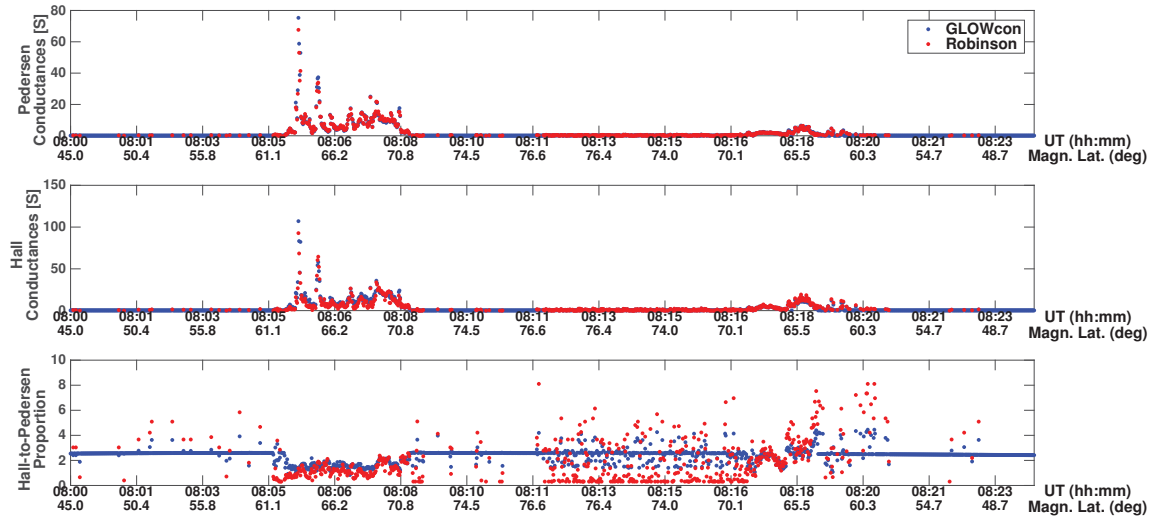 80
60
40
20
0
Pedersen
Conductances [S]
GLOWcon
Robinson
08:00 08:01 08:03 08:05 08:06 08:08 08:10 08:11 08:13 08:15 08:16 08:18 08:20 08:21 08:23 UT (hh:mm)
45.0 50.4 55.8 61.1 66.2 70.8 74.5 76.6 76.4 74.0 70.1 65.5 60.3 54.7 48.7 Magn. Lat. (deg)
150
100
50
0
Hall
Conductances [S]
08:00 08:01 08:03 08:05 08:06 08:08 08:10 08:11 08:13 08:15 08:16 08:18 08:20 08:21 08:23 UT (hh:mm)
45.0 50.4 55.8 61.1 66.2 70.8 74.5 76.6 76.4 74.0 70.1 65.5 60.3 54.7 48.7 Magn. Lat. (deg)
10
8
6
4
2
0
Hall-to-Pedersen
Proportion
08:00 08:01 08:03 08:05 08:06 08:08 08:10 08:11 08:13 08:15 08:16 08:18 08:20 08:21 08:23 UT (hh:mm)
45.0 50.4 55.8 61.1 66.2 70.8 74.5 76.6 76.4 74.0 70.1 65.5 60.3 54.7 48.7 Magn. Lat. (deg)